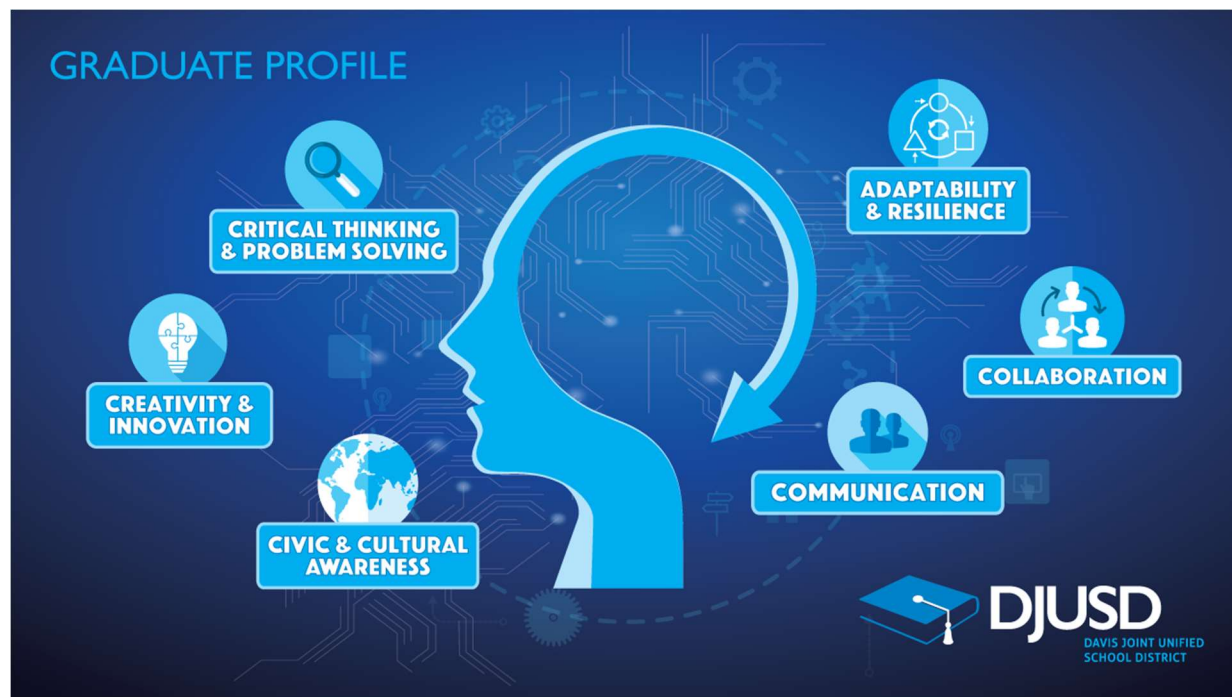 GRADUATE PROFILE
CRITICAL THINKING
& PROBLEM SOLVING
ADAPTABILITY
& RESILIENCE
CREATIVITY &
INNOVATION
COLLABORATION
CIVIC & CULTURAL
AWARENESS
COMMUNICATION
DJUSD
DAVIS JOINT UNIFIED
SCHOOL DISTRICT